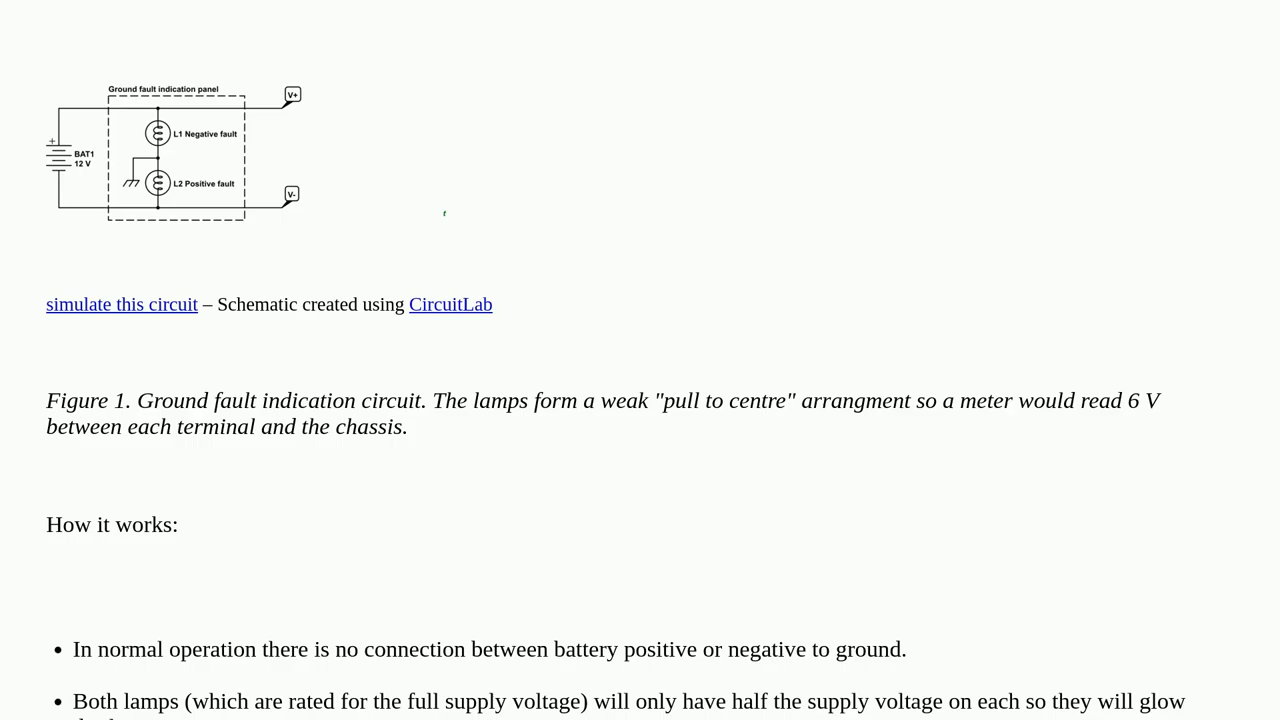 Ground fault indication panel
V+
L1 Negative fault
+
BAT1
12 V
L2 Positive fault
V-
t
simulate this circuit – Schematic created using CircuitLab
Figure 1. Ground fault indication circuit. The lamps form a weak "pull to centre" arrangment so a meter would read 6 V
between each terminal and the chassis.
How it works:
• In normal operation there is no connection between battery positive or negative to ground.
• Both lamps (which are rated for the full supply voltage) will only have half the supply voltage on each so they will glow